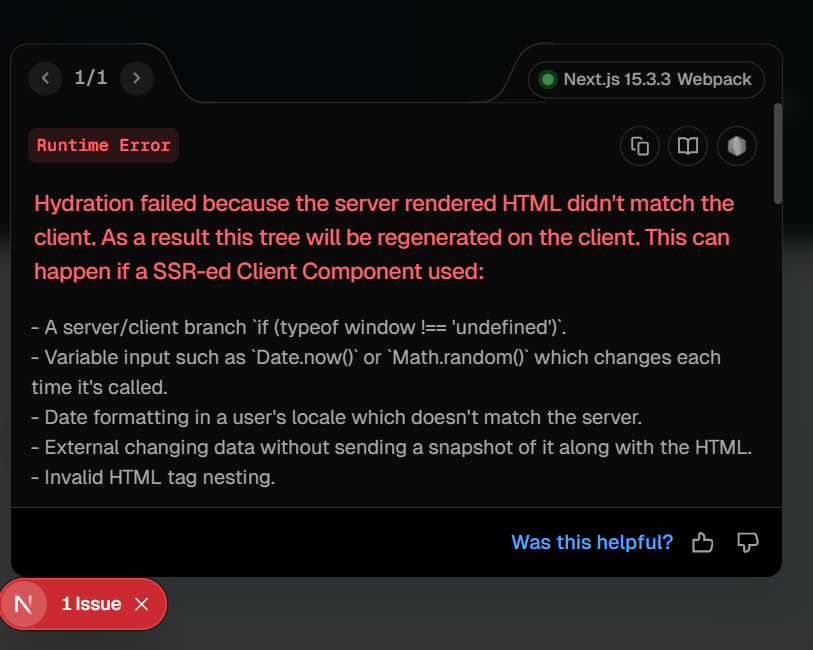 1/1
Next.js 15.3.3 Webpack
Runtime Error
Hydration failed because the server rendered HTML didn't match the
client. As a result this tree will be regenerated on the client. This can
happen if a SSR-ed Client Component used:
- A server/client branch `if (typeof window !== 'undefined')`.
- Variable input such as `Date.now()` or `Math.random()` which changes each
time it's called.
- Date formatting in a user's locale which doesn't match the server.
- External changing data without sending a snapshot of it along with the HTML.
- Invalid HTML tag nesting.
Was this helpful?
N 1 Issue